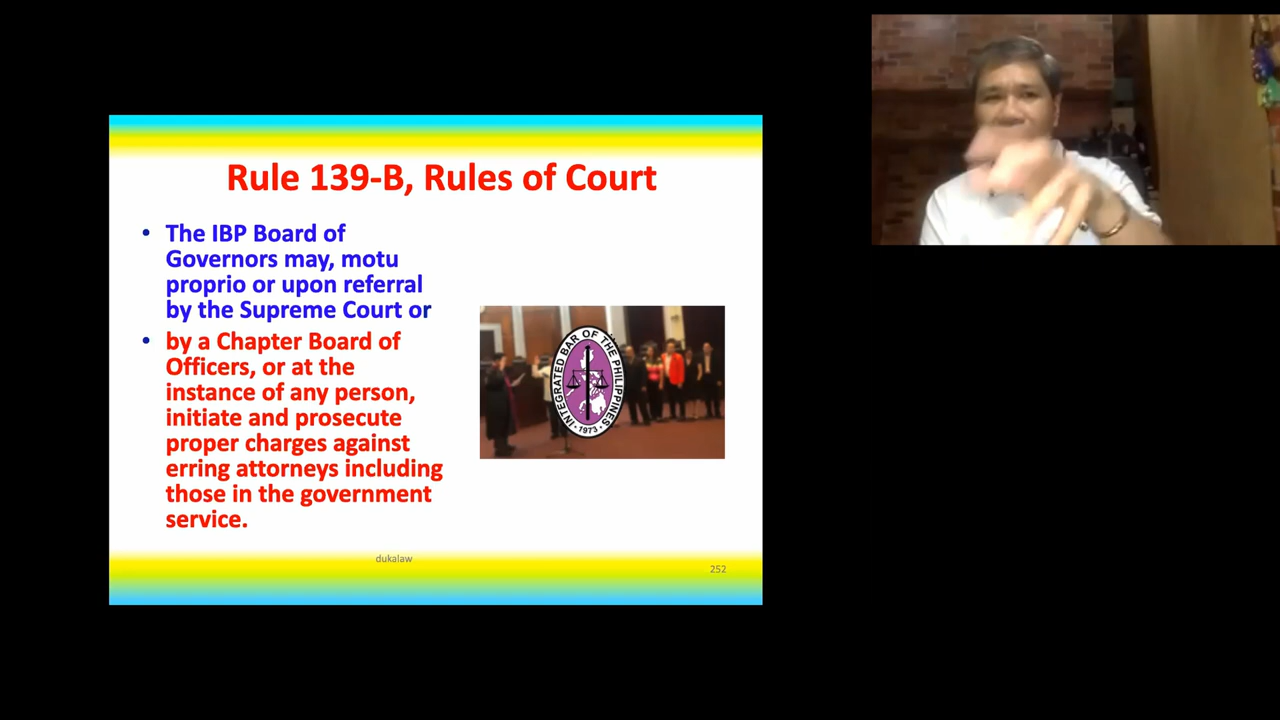 Rule 139-B, Rules of Court
• The IBP Board of
Governors may, motu
proprio or upon referral
by the Supreme Court or
• by a Chapter Board of
Officers, or at the
instance of any person,
initiate and prosecute
proper charges against
erring attorneys including
those in the government
service.
INTEGRATED BAR OF THE PHILIPPINES
· 1973 ·
dukalaw
252